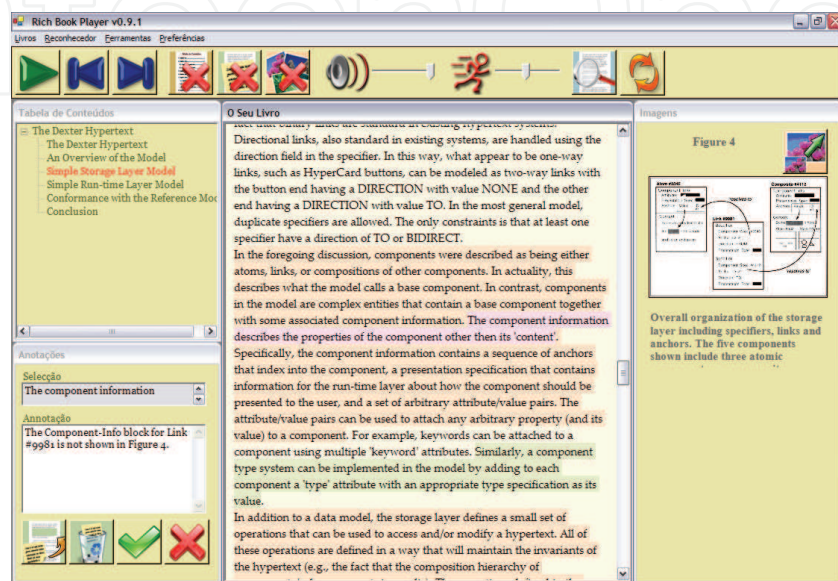 Rich Book Player v0.9.1
Livros Reconhecedor Ferramentas Preferências
Tabela de Conteúdos
The Dexter Hypertext
The Dexter Hypertext
An Overview of the Model
Simple Storage Layer Model
Simple Run-time Layer Model
Conformance with the Reference Moc
Conclusion
Anotações
Selecção
The component information
Annotação
The Component-Info block for Link
#9981 is not shown in Figure 4.
O Seu Livro
fact that binary links are standard in existing hypertext systems.
Directional links, also standard in existing systems, are handled using the
direction field in the specifier. In this way, what appear to be one-way
links, such as HyperCard buttons, can be modeled as two-way links with
the button end having a DIRECTION with value NONE and the other
end having a DIRECTION with value TO. In the most general model,
duplicate specifiers are allowed. The only constraints is that at least one
specifier have a direction of TO or BIDIRECT.
In the foregoing discussion, components were described as being either
atoms, links, or compositions of other components. In actuality, this
describes what the model calls a base component. In contrast, components
in the model are complex entities that contain a base component together
with some associated component information. The component information
describes the properties of the component other then its 'content'.
Specifically, the component information contains a sequence of anchors
that index into the component, a presentation specification that contains
information for the run-time layer about how the component should be
presented to the user, and a set of arbitrary attribute/value pairs. The
attribute/value pairs can be used to attach any arbitrary property (and its
value) to a component. For example, keywords can be attached to a
component using multiple 'keyword' attributes. Similarly, a component
type system can be implemented in the model by adding to each
component a 'type' attribute with an appropriate type specification as its
value.
In addition to a data model, the storage layer defines a small set of
operations that can be used to access and/or modify a hypertext. All of
these operations are defined in a way that will maintain the invariants of
the hypertext (e.g., the fact that the composition hierarchy of
Imagens
Figure 4
Overall organization of the storage
layer including specifiers, links and
anchors. The five components
shown include three atomic